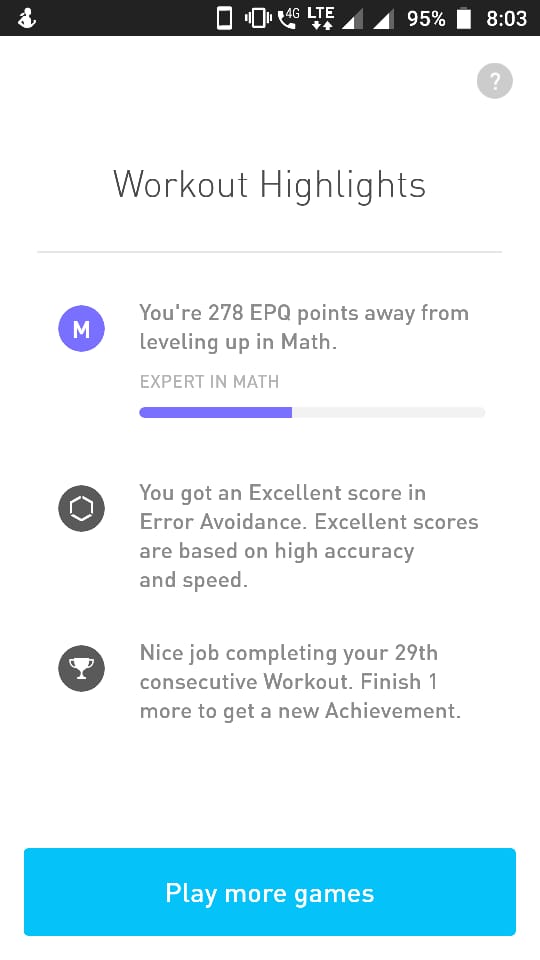 4G LTE 95% 8:03
?
Workout Highlights
M
You're 278 EPQ points away from
leveling up in Math.
EXPERT IN MATH
You got an Excellent score in
Error Avoidance. Excellent scores
are based on high accuracy
and speed.
Nice job completing your 29th
consecutive Workout. Finish 1
more to get a new Achievement.
Play more games